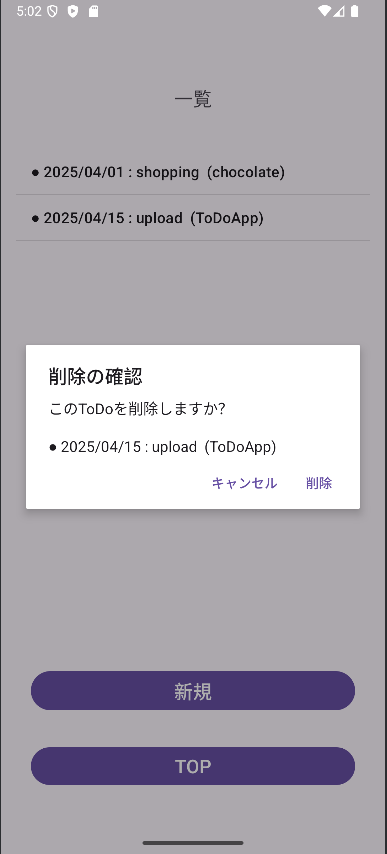 5:02
一覧
● 2025/04/01 : shopping  (chocolate)
● 2025/04/15 : upload  (ToDoApp)
削除の確認
このToDoを削除しますか?
● 2025/04/15 : upload  (ToDoApp)
キャンセル 削除
新規
TOP